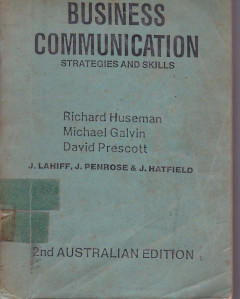 BUSINESS
COMMUNICATION
STRATEGIES AND SKILLS
Richard Huseman
Michael Galvin
David Prescott
J. LAHIFF, J. PENROSE & J. HATFIELD
2nd AUSTRALIAN EDITION